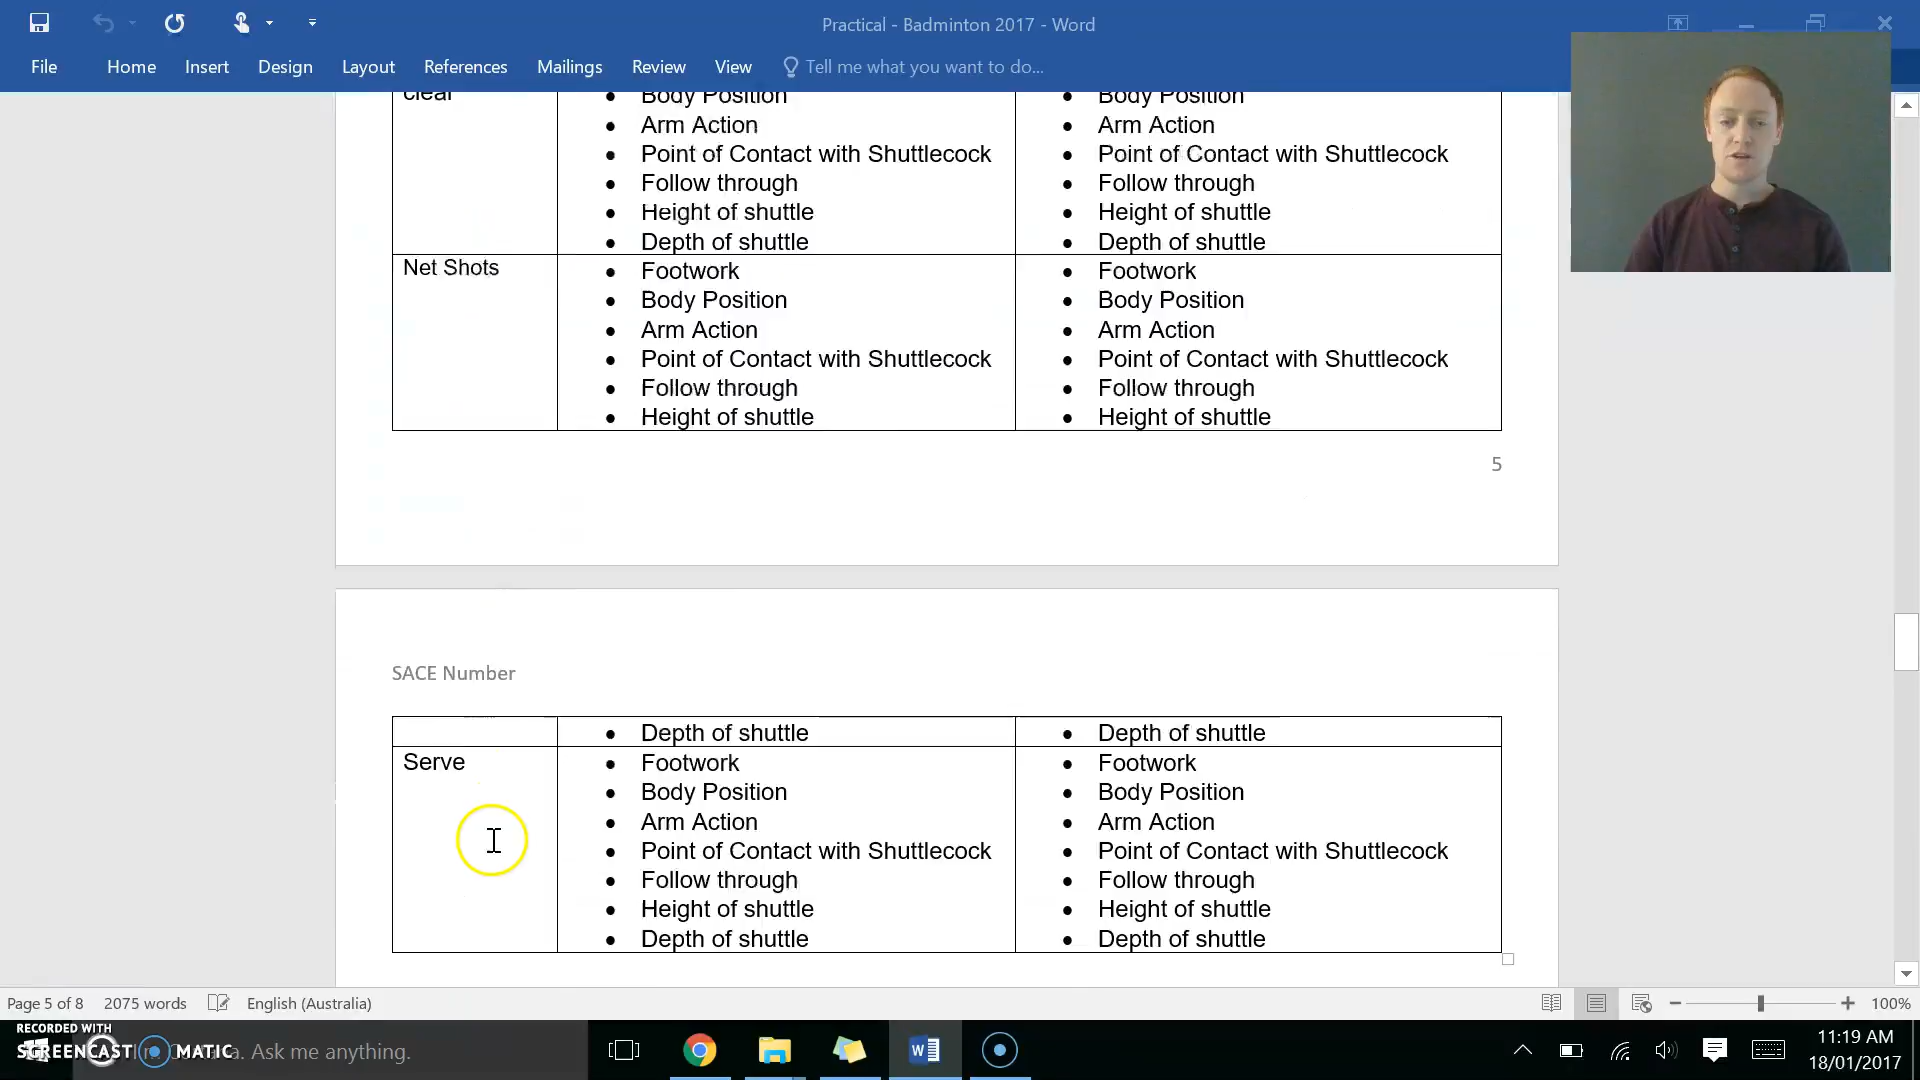 Practical - Badminton 2017 - Word
File Home Insert Design Layout References Mailings Review View Tell me what you want to do...
clear
Body Position Body Position
Arm Action Arm Action
Point of Contact with Shuttlecock Point of Contact with Shuttlecock
Follow through Follow through
Height of shuttle Height of shuttle
Depth of shuttle Depth of shuttle
Net Shots
Footwork Footwork
Body Position Body Position
Arm Action Arm Action
Point of Contact with Shuttlecock Point of Contact with Shuttlecock
Follow through Follow through
Height of shuttle Height of shuttle
5
SACE Number
Depth of shuttle Depth of shuttle
Serve
Footwork Footwork
Body Position Body Position
Arm Action Arm Action
Point of Contact with Shuttlecock Point of Contact with Shuttlecock
Follow through Follow through
Height of shuttle Height of shuttle
Depth of shuttle Depth of shuttle
Page 5 of 8 2075 words English (Australia) 100%
RECORDED WITH
SCREENCAST MATIC
Ask me anything.
11:19 AM
18/01/2017